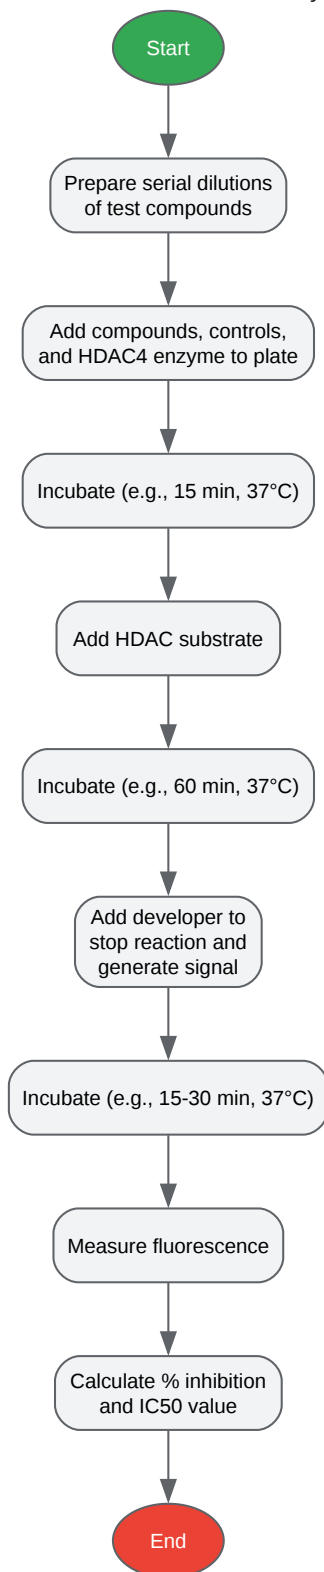 Start
Prepare serial dilutions
of test compounds
Add compounds, controls,
and HDAC4 enzyme to plate
Incubate (e.g., 15 min, 37°C)
Add HDAC substrate
Incubate (e.g., 60 min, 37°C)
Add developer to
stop reaction and
generate signal
Incubate (e.g., 15-30 min, 37°C)
Measure fluorescence
Calculate % inhibition
and IC50 value
End